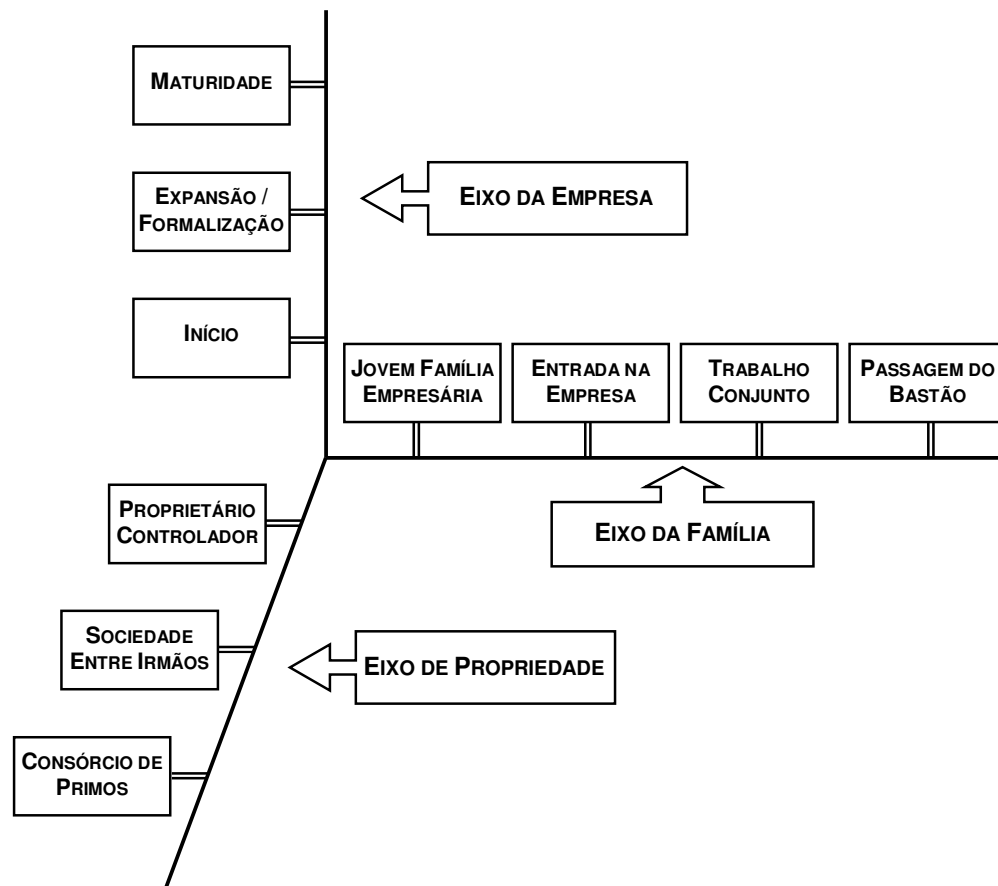 MATURIDADE
EXPANSÃO /
FORMALIZAÇÃO
EIXO DA EMPRESA
INÍCIO
JOVEM FAMÍLIA
EMPRESÁRIA
ENTRADA NA
EMPRESA
TRABALHO
CONJUNTO
PASSAGEM DO
BASTÃO
PROPRIETÁRIO
CONTROLADOR
EIXO DA FAMÍLIA
SOCIEDADE
ENTRE IRMÃOS
EIXO DE PROPRIEDADE
CONSÓRCIO DE
PRIMOS